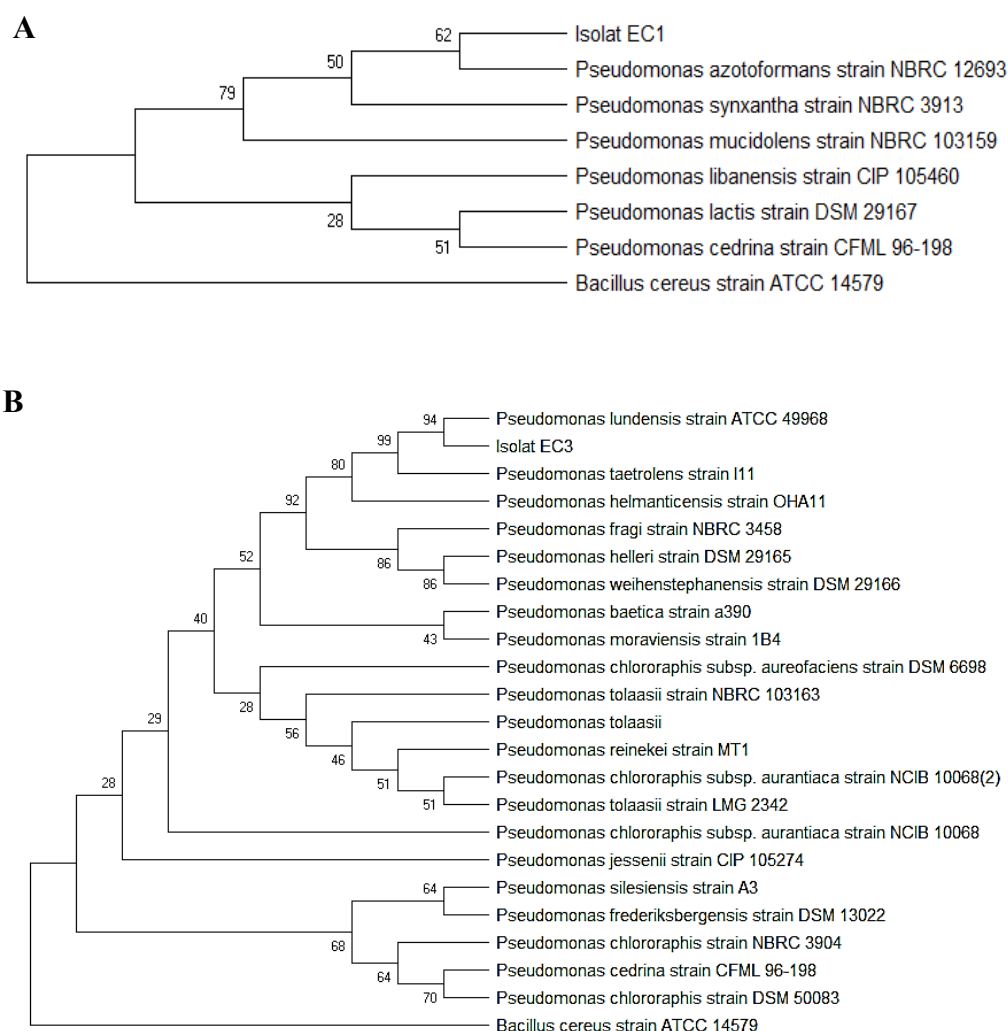 A
62
Isolat EC1
50
Pseudomonas azotoformans strain NBRC 12693
79
Pseudomonas synxantha strain NBRC 3913
Pseudomonas mucidolens strain NBRC 103159
Pseudomonas libanensis strain CIP 105460
28
Pseudomonas lactis strain DSM 29167
51
Pseudomonas cedrina strain CFML 96-198
Bacillus cereus strain ATCC 14579
B
94
Pseudomonas lundensis strain ATCC 49968
99
Isolat EC3
80
Pseudomonas taetrolens strain I11
92
Pseudomonas helmanticensis strain OHA11
Pseudomonas fragi strain NBRC 3458
52
86
Pseudomonas helleri strain DSM 29165
86
Pseudomonas weihenstephanensis strain DSM 29166
40
Pseudomonas baetica strain a390
43
Pseudomonas moraviensis strain 1B4
Pseudomonas chlororaphis subsp. aureofaciens strain DSM 6698
28
Pseudomonas tolaasii strain NBRC 103163
29
56
Pseudomonas tolaasii
46
Pseudomonas reinekei strain MT1
28
51
Pseudomonas chlororaphis subsp. aurantiaca strain NCIB 10068(2)
51
Pseudomonas tolaasii strain LMG 2342
Pseudomonas chlororaphis subsp. aurantiaca strain NCIB 10068
Pseudomonas jessenii strain CIP 105274
64
Pseudomonas silesiensis strain A3
Pseudomonas frederiksbergensis strain DSM 13022
68
Pseudomonas chlororaphis strain NBRC 3904
64
Pseudomonas cedrina strain CFML 96-198
70
Pseudomonas chlororaphis strain DSM 50083
Bacillus cereus strain ATCC 14579